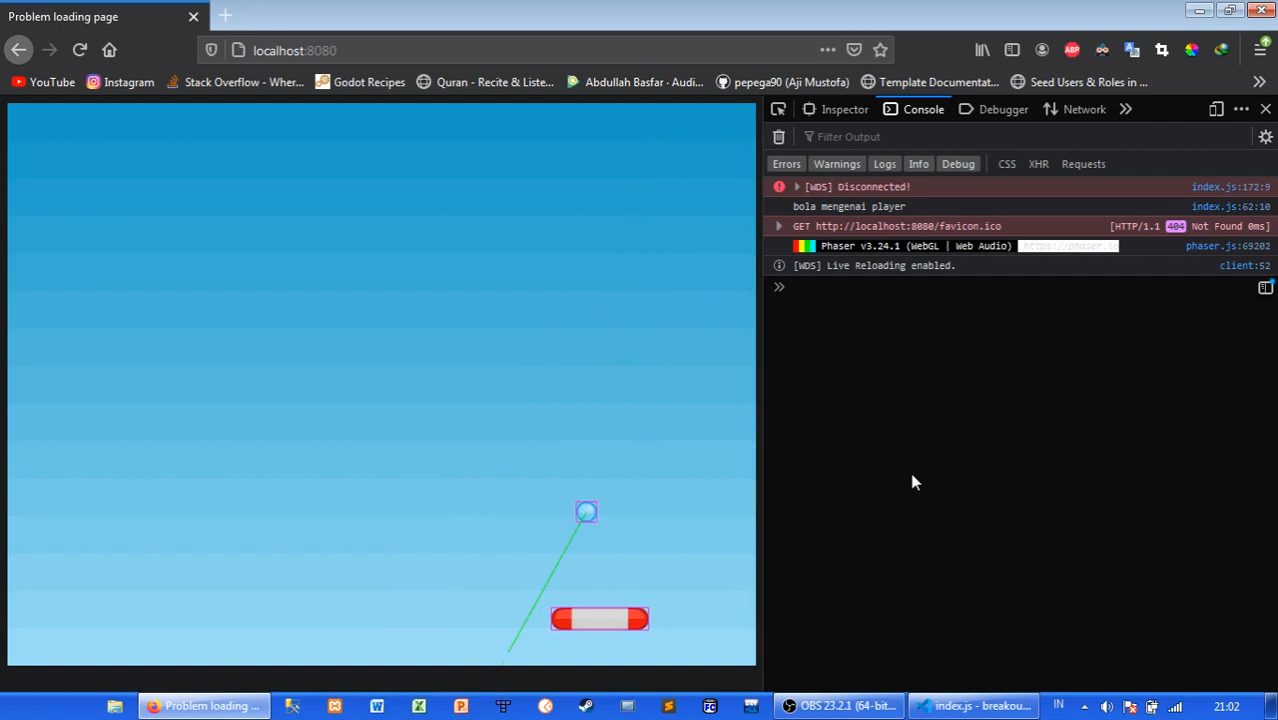 Problem loading page
localhost:8080
YouTube
Instagram
Stack Overflow - Wher...
Godot Recipes
Quran - Recite & Liste...
Abdullah Basfar · Audi...
pepega90 (Aji Mustofa)
Template Documentat...
Seed Users & Roles in ...
Inspector
Console
Debugger
Network
Filter Output
Errors
Warnings
Logs
Info
Debug
CSS
XHR
Requests
[WDS] Disconnected! index.js:172:9
bola mengenai player index.js:62:10
GET http://localhost:8080/favicon.ico [HTTP/1.1 404 Not Found 0ms]
Phaser v3.24.1 (WebGL | Web Audio) https://phaser.io phaser.js:69202
[WDS] Live Reloading enabled. client:52
Problem loading ...
OBS 23.2.1 (64-bit...
index.js - breakou...
IN
21:02